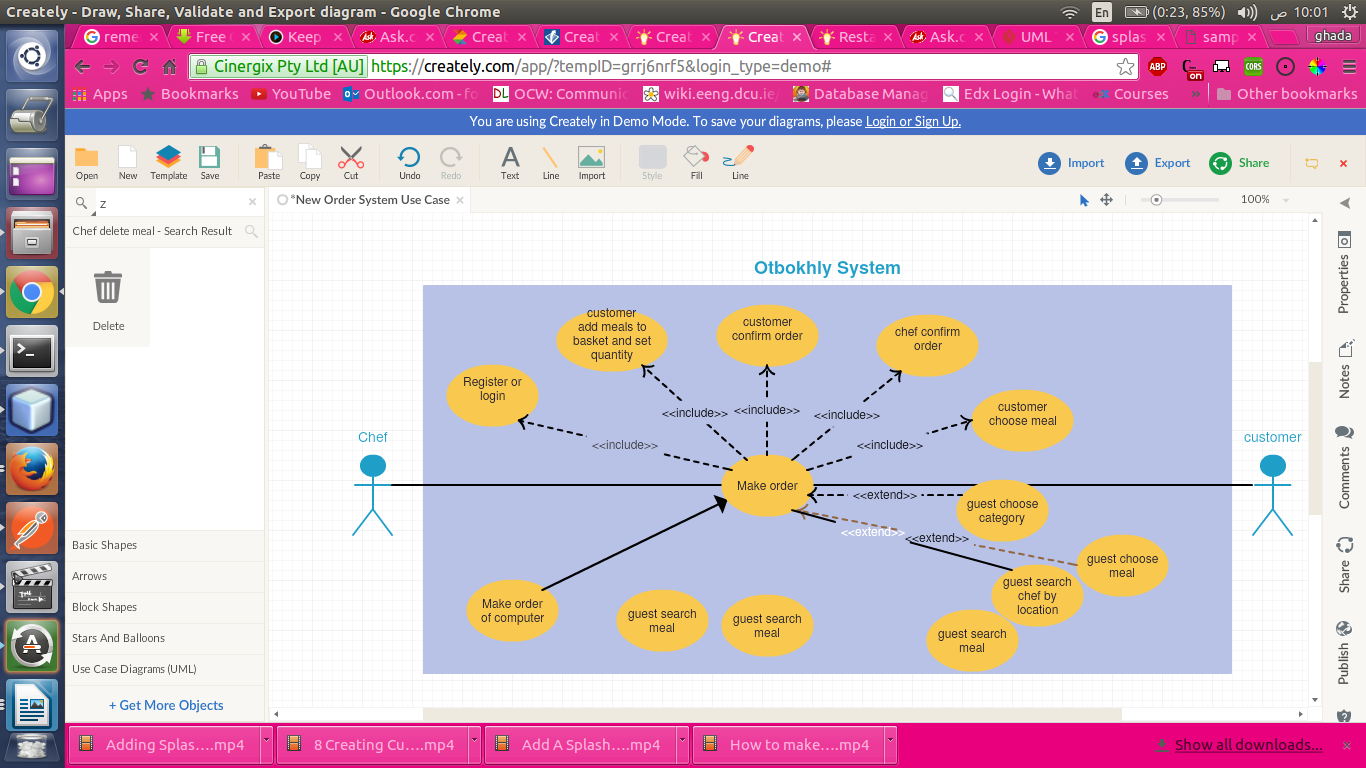 Creately - Draw, Share, Validate and Export diagram - Google Chrome
En (0:23, 85%) 10:01 ص
reme
Free
Keep
Ask.c
Creat
Creat
Creat
Creat
Resta
Ask.c
UML
splas
samp
ghada
Cinergix Pty Ltd [AU] https://creately.com/app/?tempID=grrj6nrf5&login_type=demo#
ABP
on
CORS
Apps Bookmarks YouTube Outlook.com - fo OCW: Communic wiki.eeng.dcu.ie/ Database Manag Edx Login - What Courses » Other bookmarks
You are using Creately in Demo Mode. To save your diagrams, please Login or Sign Up.
Open New Template Save Paste Copy Cut Undo Redo Text Line Import Style Fill Line
Import Export Share
z
*New Order System Use Case
100%
Chef delete meal - Search Result
Delete
Basic Shapes
Arrows
Block Shapes
Stars And Balloons
Use Case Diagrams (UML)
+ Get More Objects
Otbokhly System
customer
add meals to
basket and set
quantity
customer
confirm order
chef confirm
order
Register or
login
customer
choose meal
<<include>>
<<include>>
<<include>>
<<include>>
<<include>>
Chef
customer
Make order
<<extend>>
guest choose
category
<<extend>>
<<extend>>
guest choose
meal
guest search
chef by
location
Make order
of computer
guest search
meal
guest search
meal
guest search
meal
Properties
Notes
Comments
Share
Publish
Adding Splas....mp4
8 Creating Cu....mp4
Add A Splash....mp4
How to make....mp4
Show all downloads...